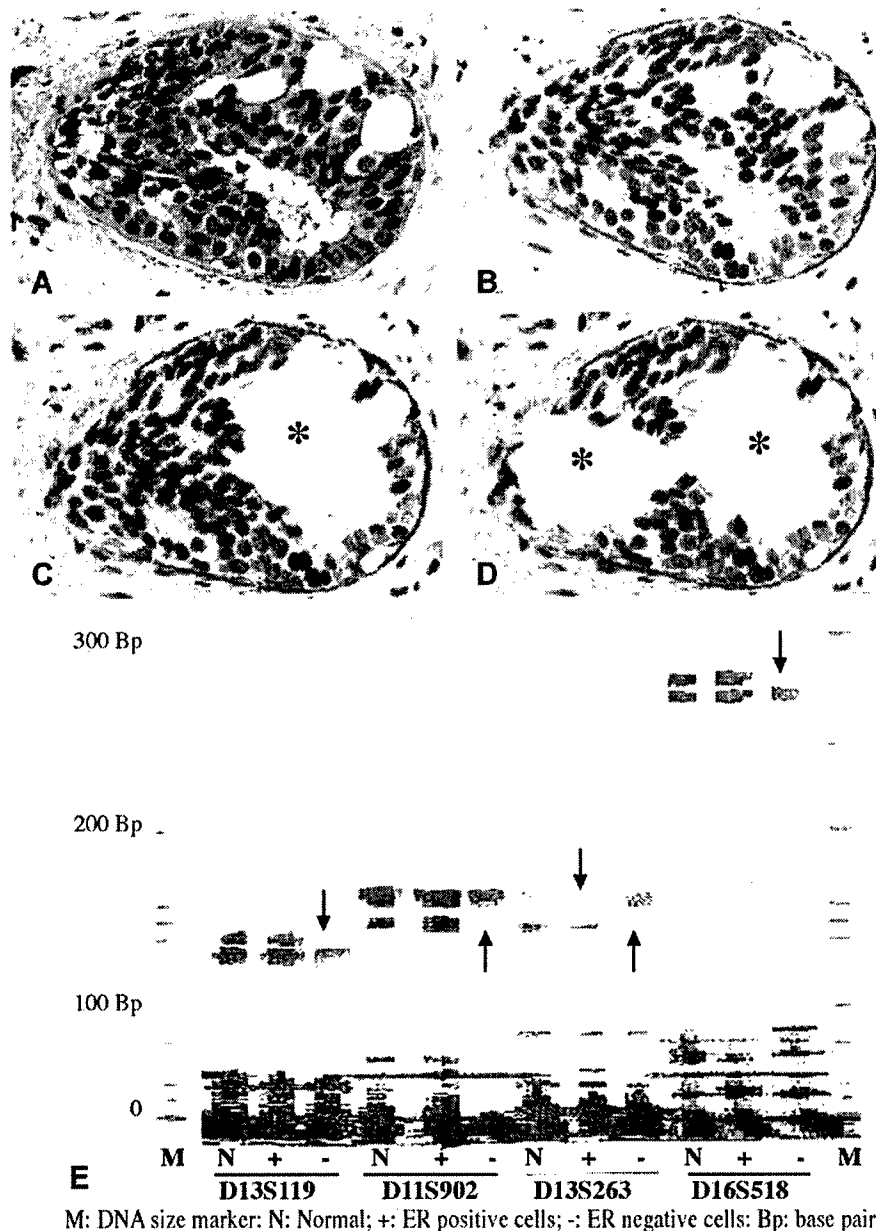 A
B
*
C
*
*
D
300 Bp
200 Bp
100 Bp
0
M N + - N + - N + - N + - M
E
D13S119 D11S902 D13S263 D16S518
M: DNA size marker: N: Normal; +: ER positive cells; -: ER negative cells: Bp: base pair